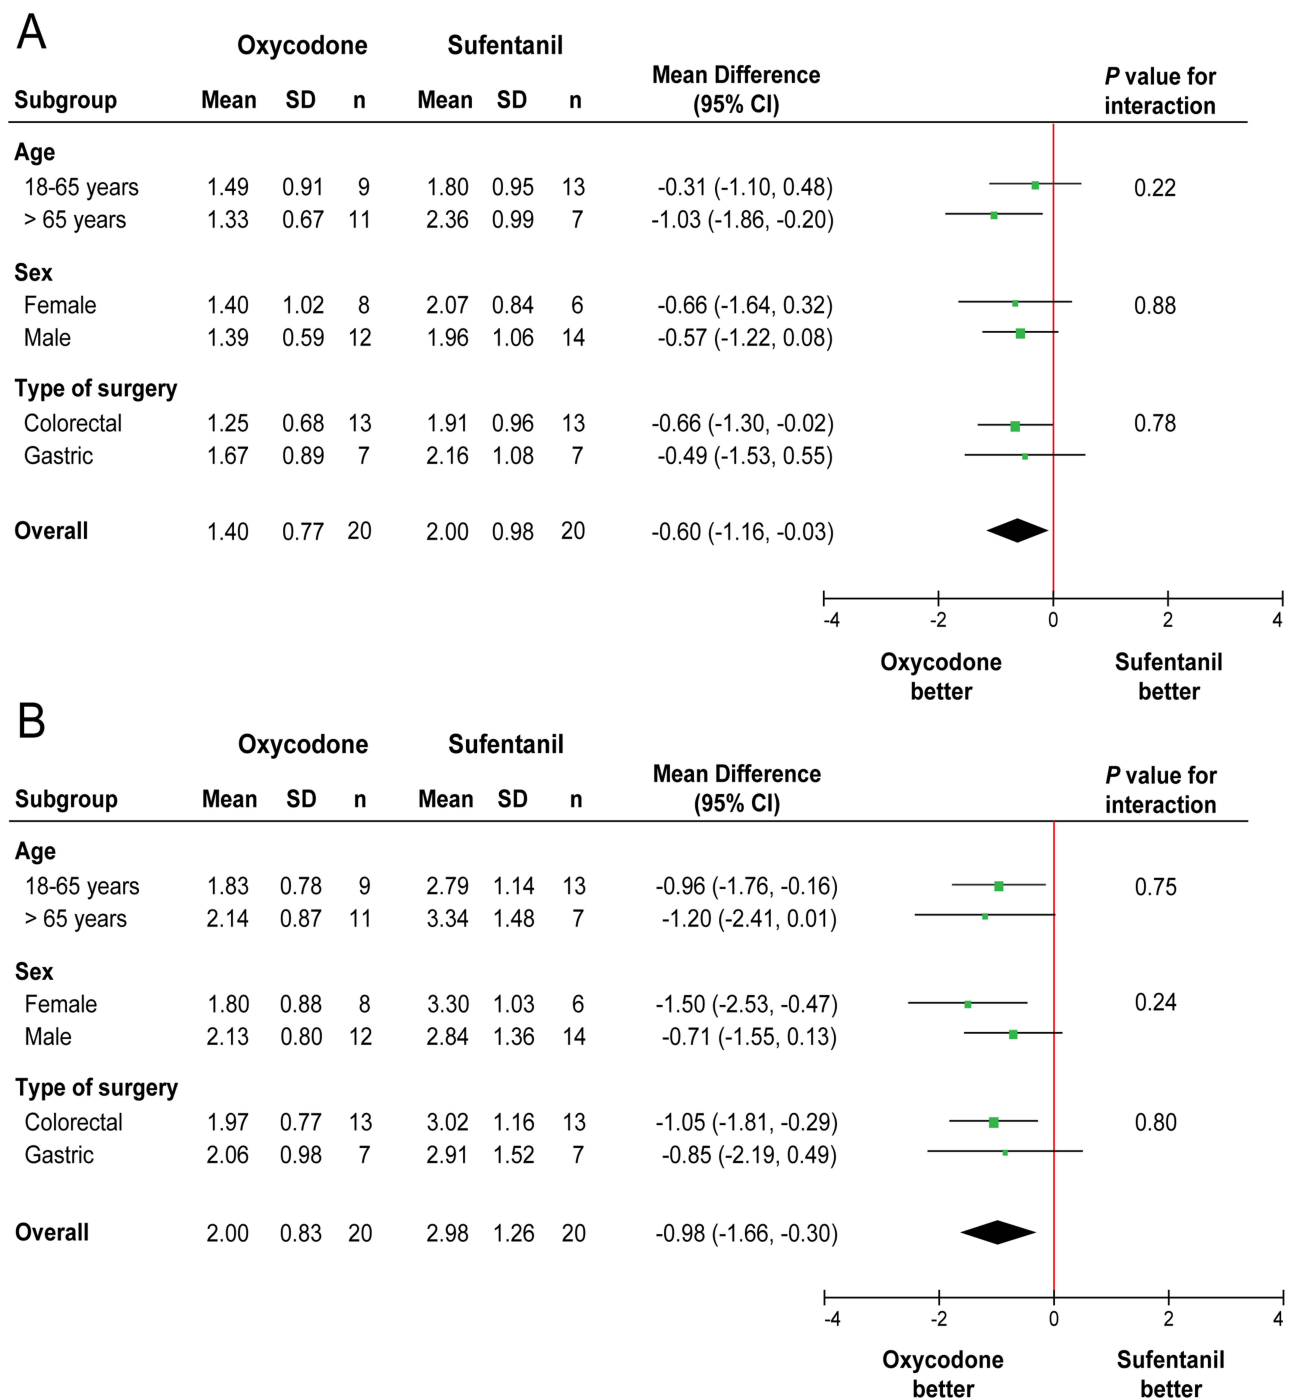 A
Oxycodone Sufentanil
Mean Difference P value for
Subgroup Mean SD n Mean SD n (95% CI) interaction
Age
18-65 years 1.49 0.91 9 1.80 0.95 13 -0.31 (-1.10, 0.48) 0.22
> 65 years 1.33 0.67 11 2.36 0.99 7 -1.03 (-1.86, -0.20)
Sex
Female 1.40 1.02 8 2.07 0.84 6 -0.66 (-1.64, 0.32) 0.88
Male 1.39 0.59 12 1.96 1.06 14 -0.57 (-1.22, 0.08)
Type of surgery
Colorectal 1.25 0.68 13 1.91 0.96 13 -0.66 (-1.30, -0.02) 0.78
Gastric 1.67 0.89 7 2.16 1.08 7 -0.49 (-1.53, 0.55)
Overall 1.40 0.77 20 2.00 0.98 20 -0.60 (-1.16, -0.03)
-4 -2 0 2 4
Oxycodone Sufentanil
better better
B
Oxycodone Sufentanil
Mean Difference P value for
Subgroup Mean SD n Mean SD n (95% CI) interaction
Age
18-65 years 1.83 0.78 9 2.79 1.14 13 -0.96 (-1.76, -0.16) 0.75
> 65 years 2.14 0.87 11 3.34 1.48 7 -1.20 (-2.41, 0.01)
Sex
Female 1.80 0.88 8 3.30 1.03 6 -1.50 (-2.53, -0.47) 0.24
Male 2.13 0.80 12 2.84 1.36 14 -0.71 (-1.55, 0.13)
Type of surgery
Colorectal 1.97 0.77 13 3.02 1.16 13 -1.05 (-1.81, -0.29) 0.80
Gastric 2.06 0.98 7 2.91 1.52 7 -0.85 (-2.19, 0.49)
Overall 2.00 0.83 20 2.98 1.26 20 -0.98 (-1.66, -0.30)
-4 -2 0 2 4
Oxycodone Sufentanil
better better